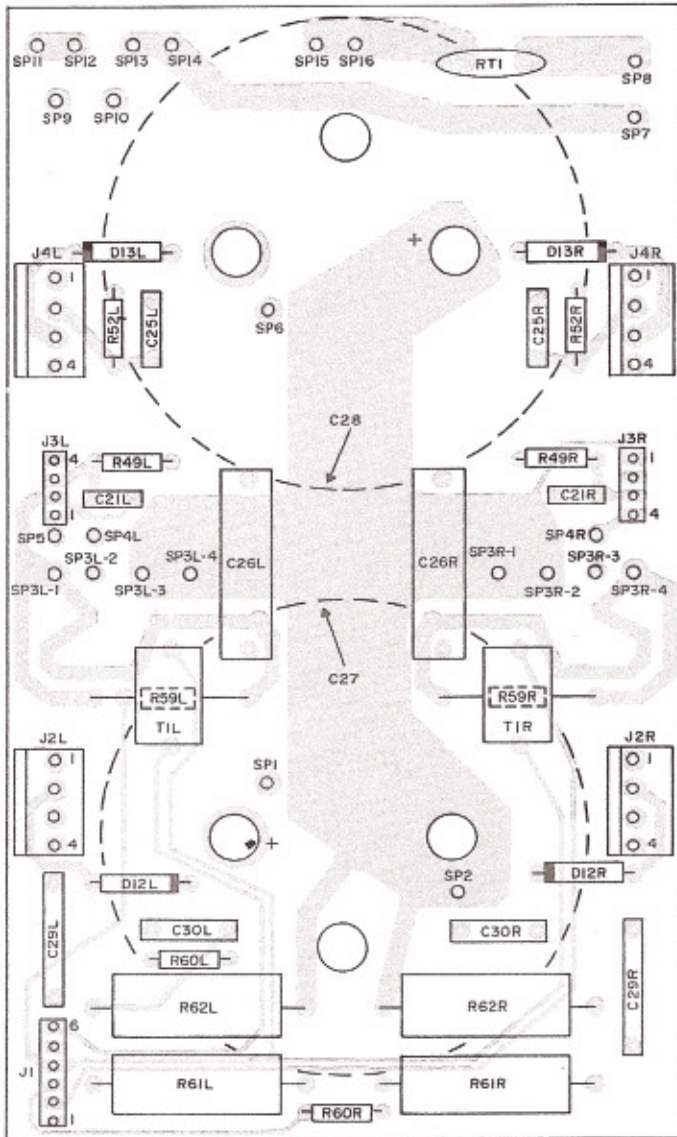 SP11 SP12 SP13 SP14 SP15 SP16 RT1 SP8
SP9 SP10 SP7
+
J4L D13L D13R J4R
1 1
R52L C25L SP6 C25R R52R
4 4
C28
J3L J3R
4 R49L R49R 1
C21L C21R
1 4
SP5 SP4L SP4R
SP3L-2 SP3L-4 C26L C26R SP3R-1 SP3R-3
SP3L-1 SP3L-3 SP3R-2 SP3R-4
C27
R59L R59R
T1L T1R
J2L J2R
1 SP1 1
4 + 4
D12L SP2 D12R
C29L C30L C30R C29R
R60L
R62L R62R
6
J1 R61L R61R
1 R60R